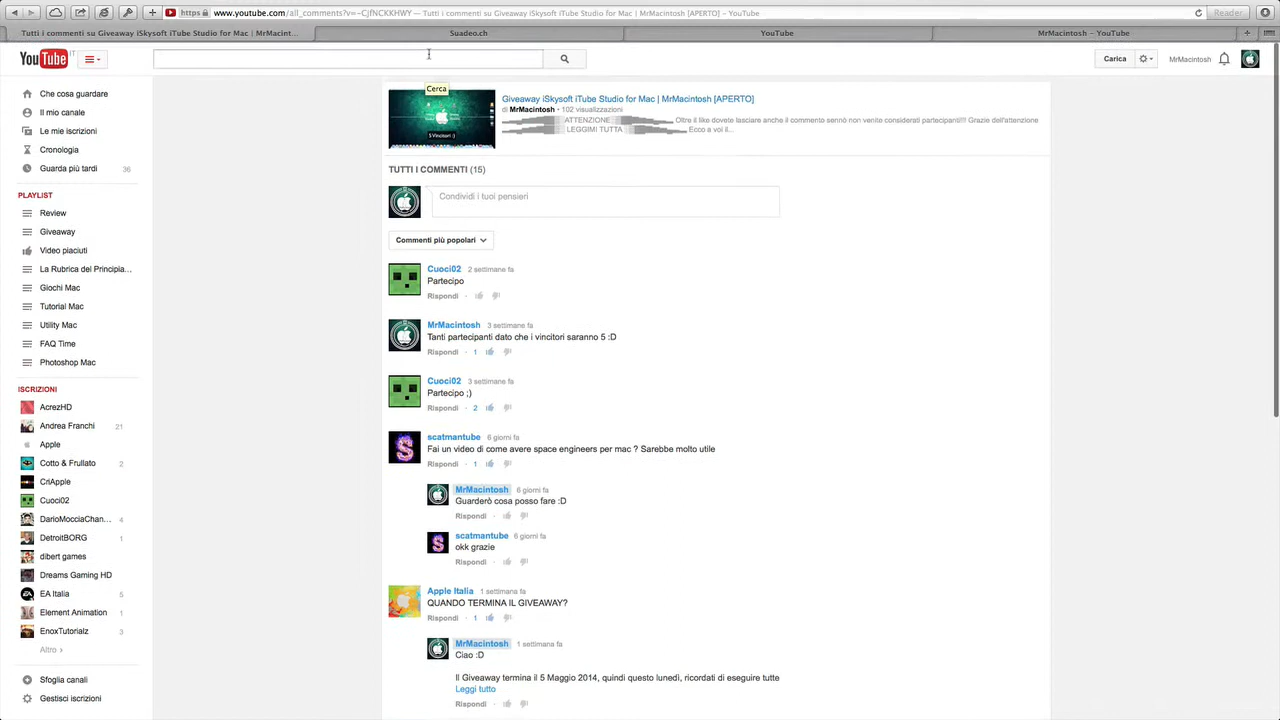 https www.youtube.com/all_comments?v=-CjfNCKKHWY — Tutti i commenti su Giveaway iSkysoft iTube Studio for Mac | MrMacintosh [APERTO] – YouTube
Reader
Tutti i commenti su Giveaway iSkysoft iTube Studio for Mac | MrMacint...
Suadeo.ch
YouTube
MrMacintosh – YouTube
YouTube IT
Carica
MrMacintosh
Cerca
Che cosa guardare
Il mio canale
Le mie iscrizioni
Cronologia
Guarda più tardi 36
PLAYLIST
Review
Giveaway
Video piaciuti
La Rubrica del Principia...
Giochi Mac
Tutorial Mac
Utility Mac
FAQ Time
Photoshop Mac
ISCRIZIONI
AcrezHD
Andrea Franchi 21
Apple
Cotto & Frullato 2
CriApple
Cuoci02
DarioMocciaChan... 4
DetroitBORG 1
dibert games
Dreams Gaming HD
EA Italia 5
Element Animation 1
EnoxTutorialz 3
Altro ›
Sfoglia canali
Gestisci iscrizioni
5 Vincitori :)
Giveaway iSkysoft iTube Studio for Mac | MrMacintosh [APERTO]
di MrMacintosh • 102 visualizzazioni
ATTENZIONE Oltre il like dovete lasciare anche il commento sennò non venite considerati partecipanti!!! Grazie dell'attenzione
LEGGIMI TUTTA Ecco a voi il...
TUTTI I COMMENTI (15)
Condividi i tuoi pensieri
Commenti più popolari
Cuoci02 2 settimane fa
Partecipo
Rispondi ·
MrMacintosh 3 settimane fa
Tanti partecipanti dato che i vincitori saranno 5 :D
Rispondi · 1
Cuoci02 3 settimane fa
Partecipo ;)
Rispondi · 2
S
scatmantube 6 giorni fa
Fai un video di come avere space engineers per mac ? Sarebbe molto utile
Rispondi · 1
MrMacintosh 6 giorni fa
Guarderò cosa posso fare :D
Rispondi ·
S
scatmantube 6 giorni fa
okk grazie
Rispondi ·
Apple Italia 1 settimana fa
QUANDO TERMINA IL GIVEAWAY?
Rispondi · 1
MrMacintosh 1 settimana fa
Ciao :D
Il Giveaway termina il 5 Maggio 2014, quindi questo lunedì, ricordati di eseguire tutte
Leggi tutto
Rispondi ·